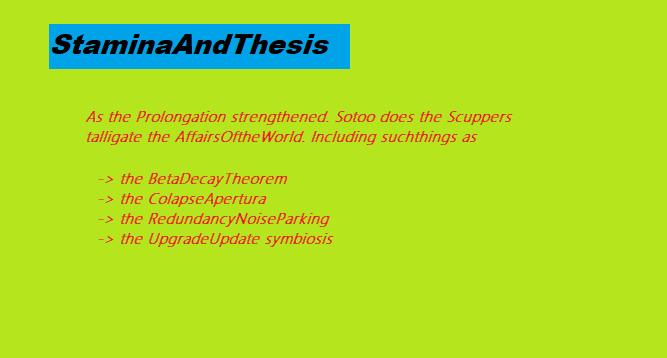 StaminaAndThesis
As the Prolongation strengthened. Sotoo does the Scuppers
talligate the AffairsOftheWorld. Including suchthings as
-> the BetaDecayTheorem
-> the ColapseApertura
-> the RedundancyNoiseParking
-> the UpgradeUpdate symbiosis